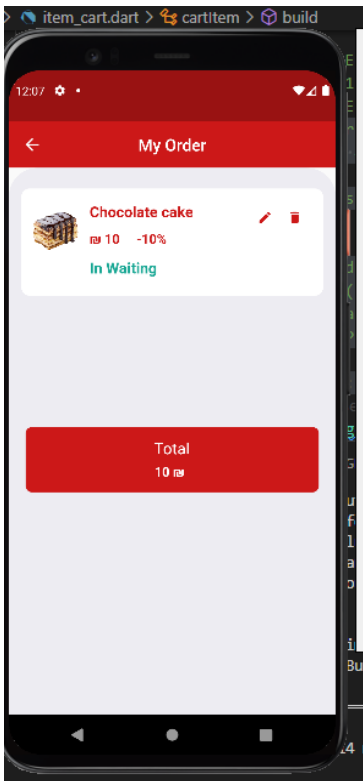 item_cart.dart > cartItem > build
12:07
My Order
Chocolate cake
₪ 10 -10%
In Waiting
Total
10 ₪